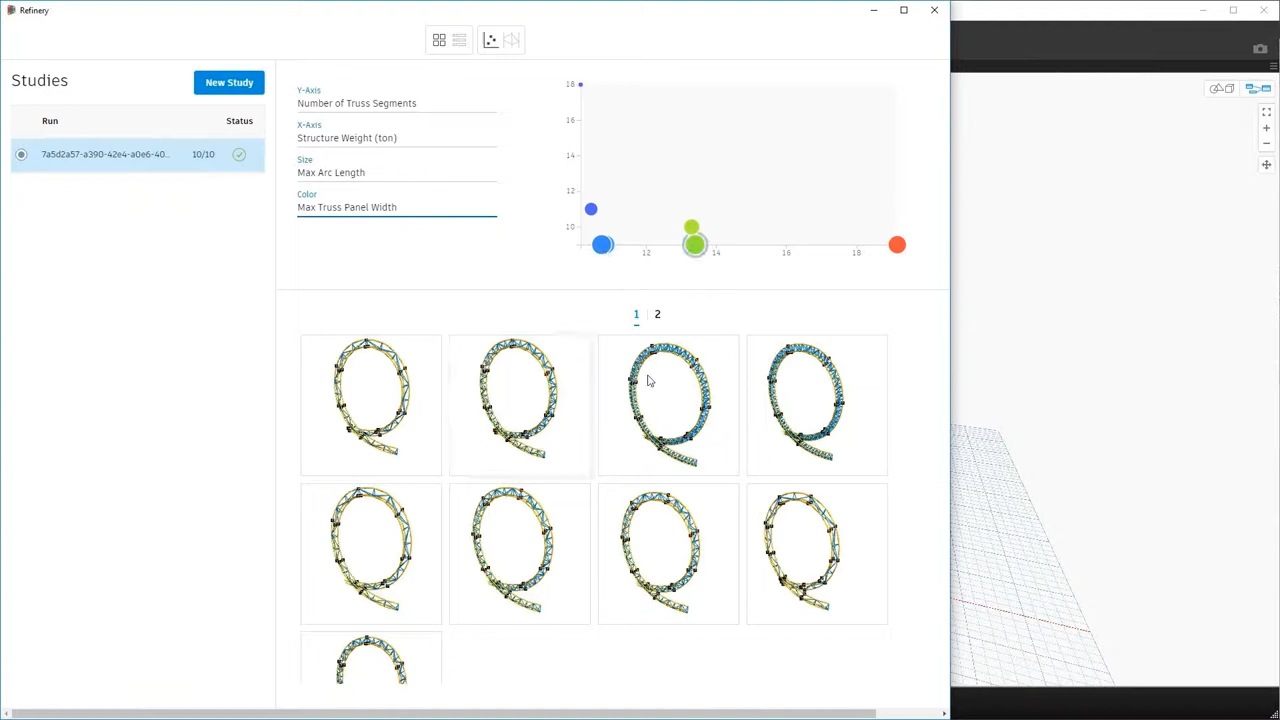 Refinery
Studies
New Study
Run
Status
7a5d2a57-a390-42e4-a0e6-40...
10/10
Y-Axis
Number of Truss Segments
X-Axis
Structure Weight (ton)
Size
Max Arc Length
Color
Max Truss Panel Width
18
16
14
12
10
12
14
16
18
1
2